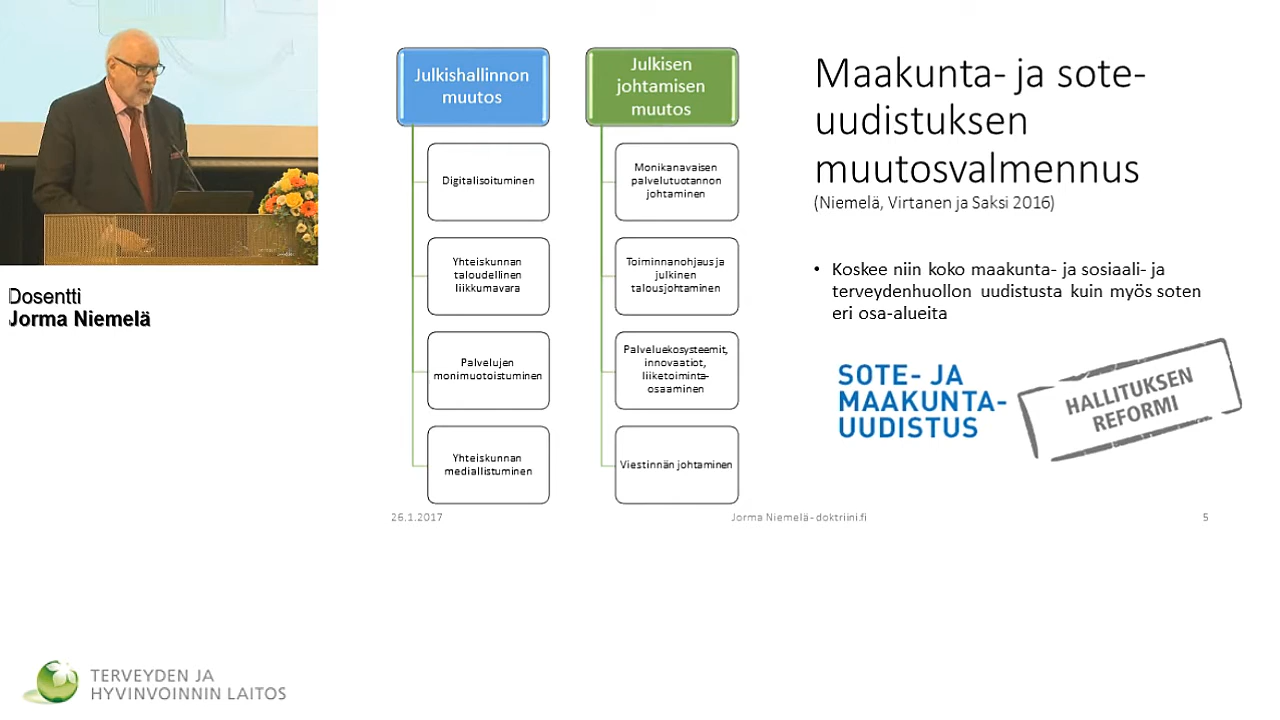 Dosentti
Jorma Niemelä
Julkishallinnon
muutos
Digitalisoituminen
Yhteiskunnan
taloudellinen
liikkumavara
Palvelujen
monimuotoistuminen
Yhteiskunnan
mediallistuminen
Julkisen
johtamisen
muutos
Monikanavaisen
palvelutuotannon
johtaminen
Toiminnanohjaus ja
julkinen
talousjohtaminen
Palveluekosysteemit,
innovaatiot,
liiketoiminta-
osaaminen
Viestinnän johtaminen
Maakunta- ja sote-
uudistuksen
muutosvalmennus
(Niemelä, Virtanen ja Saksi 2016)
• Koskee niin koko maakunta- ja sosiaali- ja
terveydenhuollon uudistusta kuin myös soten
eri osa-alueita
SOTE- JA
MAAKUNTA-
UUDISTUS
HALLITUKSEN
REFORMI
26.1.2017
Jorma Niemelä - doktriini.fi
5
TERVEYDEN JA
HYVINVOINNIN LAITOS